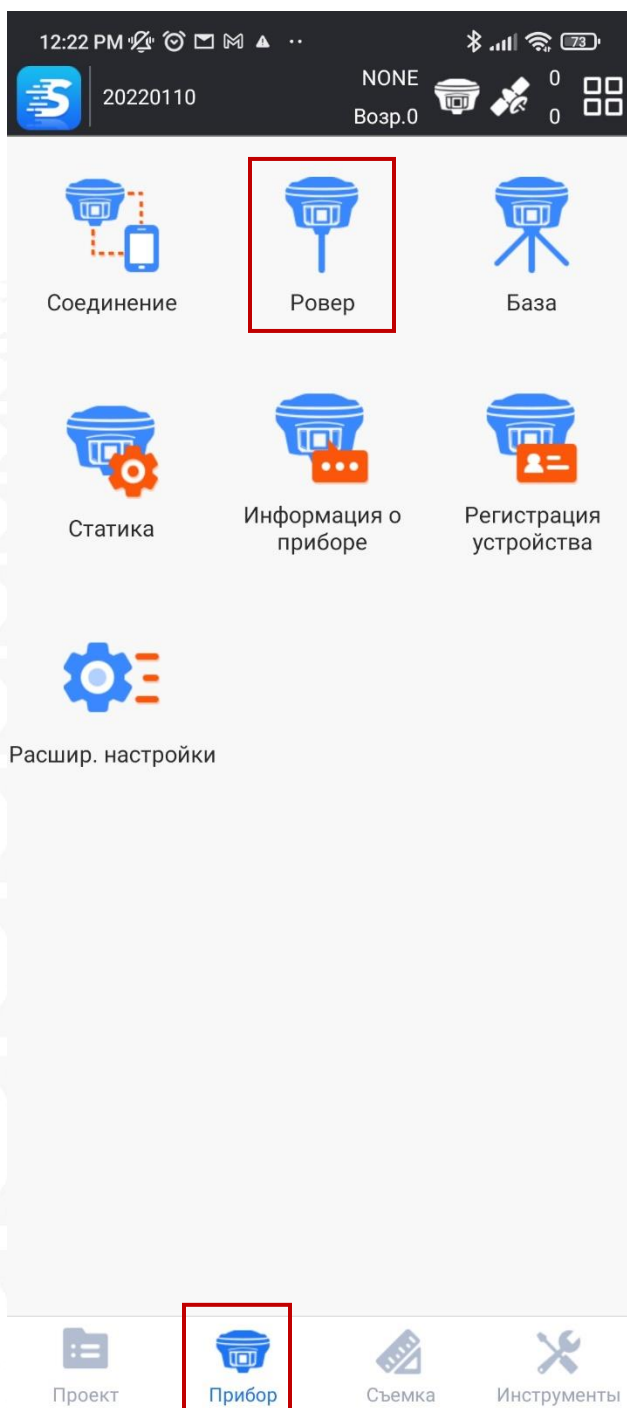 12:22 PM
73
S
20220110
NONE
Возр.0
0
0
Соединение
Ровер
База
Статика
Информация о
приборе
Регистрация
устройства
Расшир. настройки
Проект
Прибор
Съемка
Инструменты